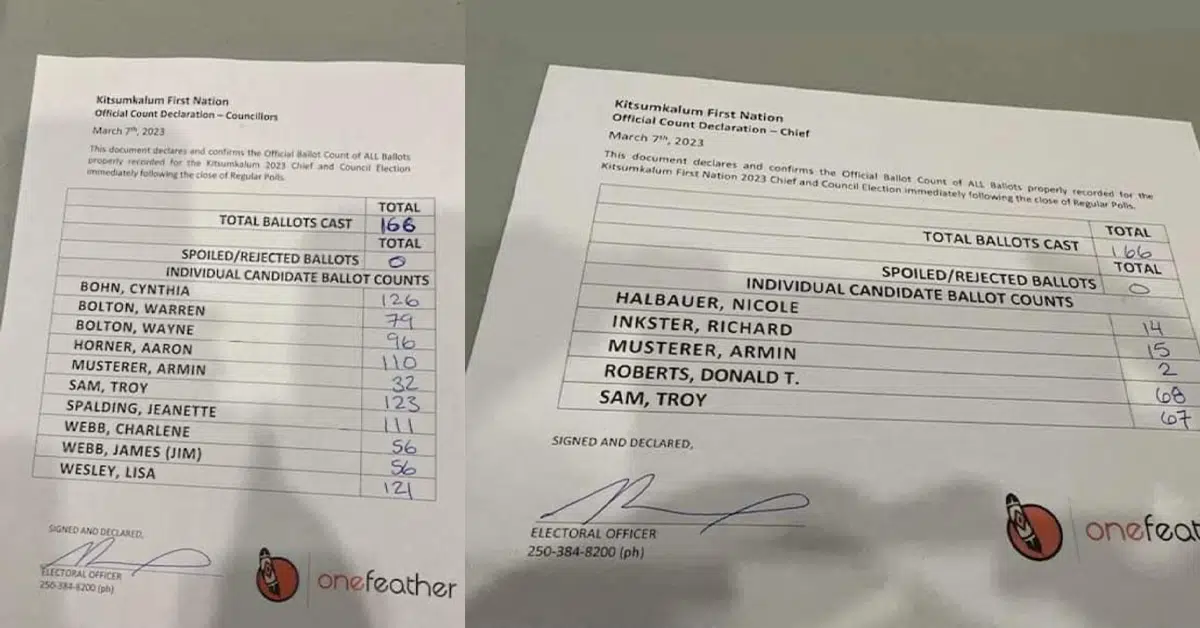 Kitsumkalum First Nation
Official Count Declaration – Councillors
March 7th, 2023
This document declares and confirms the Official Ballot Count of ALL Ballots
properly recorded for the Kitsumkalum 2023 Chief and Council Election
immediately following the close of Regular Polls.
TOTAL
TOTAL BALLOTS CAST 166
TOTAL
SPOILED/REJECTED BALLOTS 0
INDIVIDUAL CANDIDATE BALLOT COUNTS
BOHN, CYNTHIA 126
BOLTON, WARREN 79
BOLTON, WAYNE 96
HORNER, AARON 110
MUSTERER, ARMIN 32
SAM, TROY 123
SPALDING, JEANETTE 111
WEBB, CHARLENE 56
WEBB, JAMES (JIM) 56
WESLEY, LISA 121
SIGNED AND DECLARED,
ELECTORAL OFFICER
250-384-8200 (ph)
onefeather
Kitsumkalum First Nation
Official Count Declaration – Chief
March 7th, 2023
This document declares and confirms the Official Ballot Count of ALL Ballots properly recorded for the
Kitsumkalum First Nation 2023 Chief and Council Election immediately following the close of Regular Polls.
TOTAL
TOTAL BALLOTS CAST 166
TOTAL
SPOILED/REJECTED BALLOTS 0
INDIVIDUAL CANDIDATE BALLOT COUNTS
HALBAUER, NICOLE 14
INKSTER, RICHARD 15
MUSTERER, ARMIN 2
ROBERTS, DONALD T. 68
SAM, TROY 67
SIGNED AND DECLARED,
ELECTORAL OFFICER
250-384-8200 (ph)
onefeat